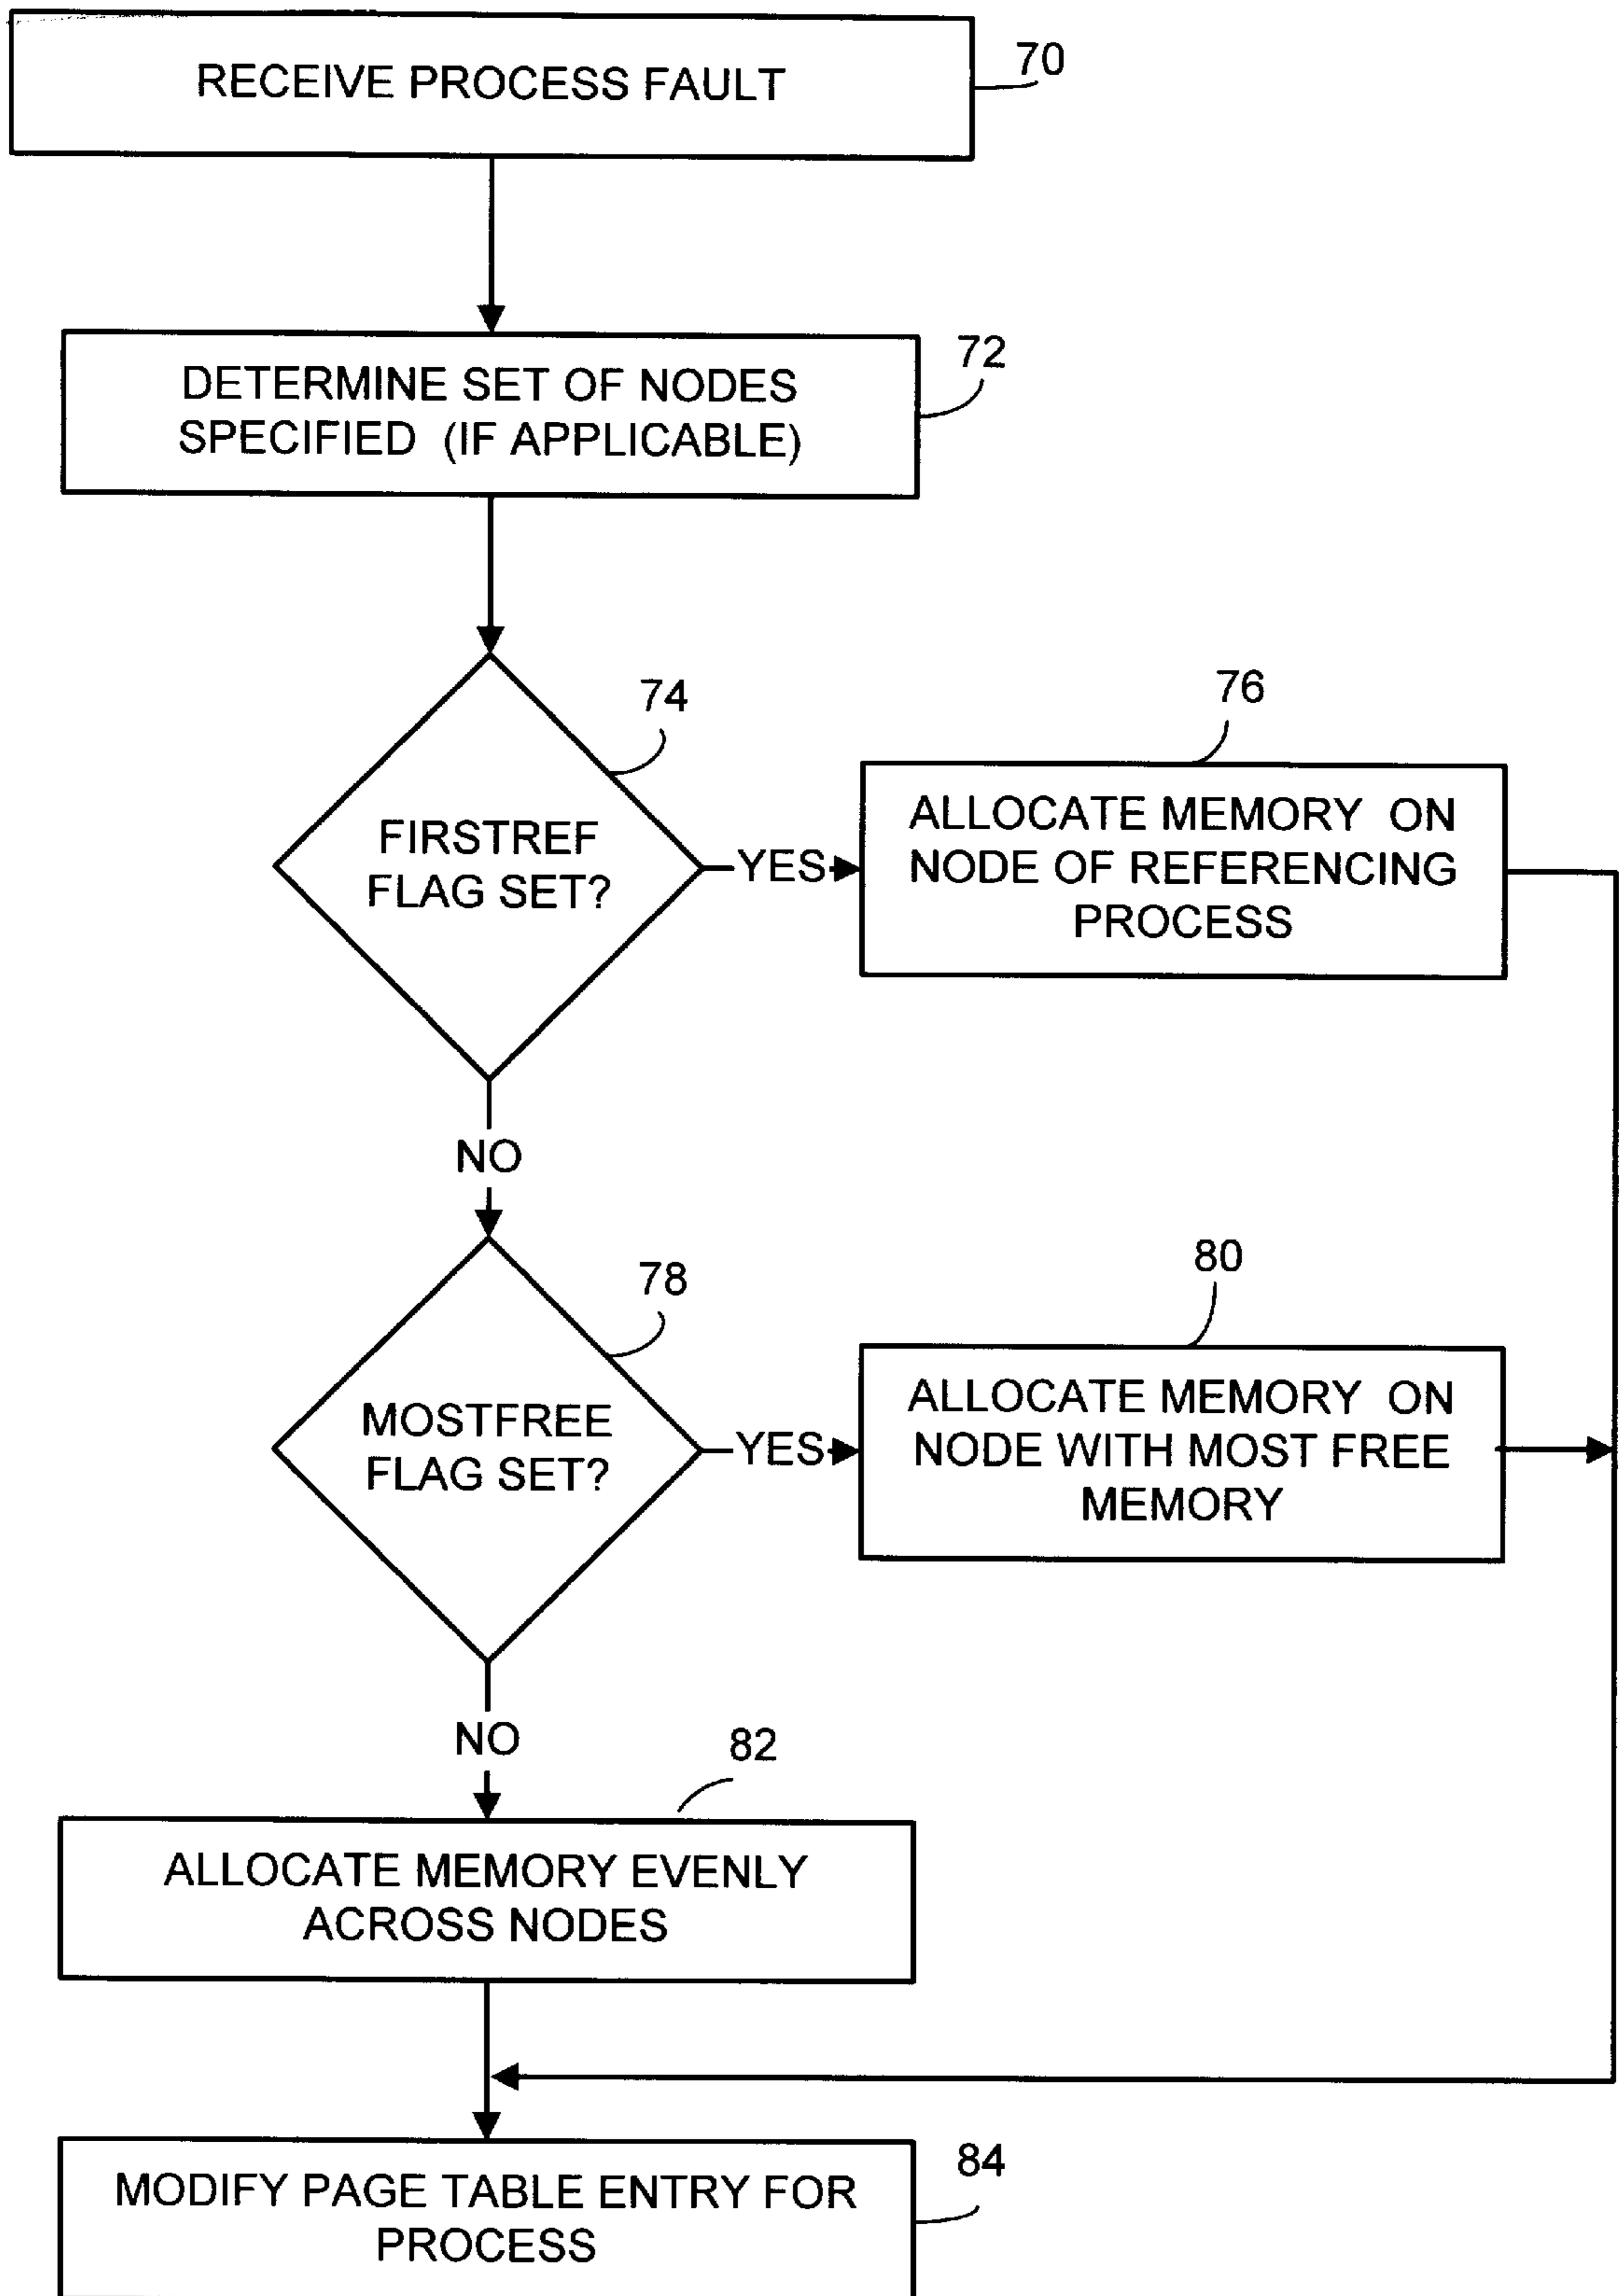 RECEIVE PROCESS FAULT
70
DETERMINE SET OF NODES
SPECIFIED (IF APPLICABLE)
72
74
FIRSTREF
FLAG SET?
YES
76
ALLOCATE MEMORY ON
NODE OF REFERENCING
PROCESS
NO
78
MOSTFREE
FLAG SET?
YES
80
ALLOCATE MEMORY ON
NODE WITH MOST FREE
MEMORY
NO
82
ALLOCATE MEMORY EVENLY
ACROSS NODES
84
MODIFY PAGE TABLE ENTRY FOR
PROCESS